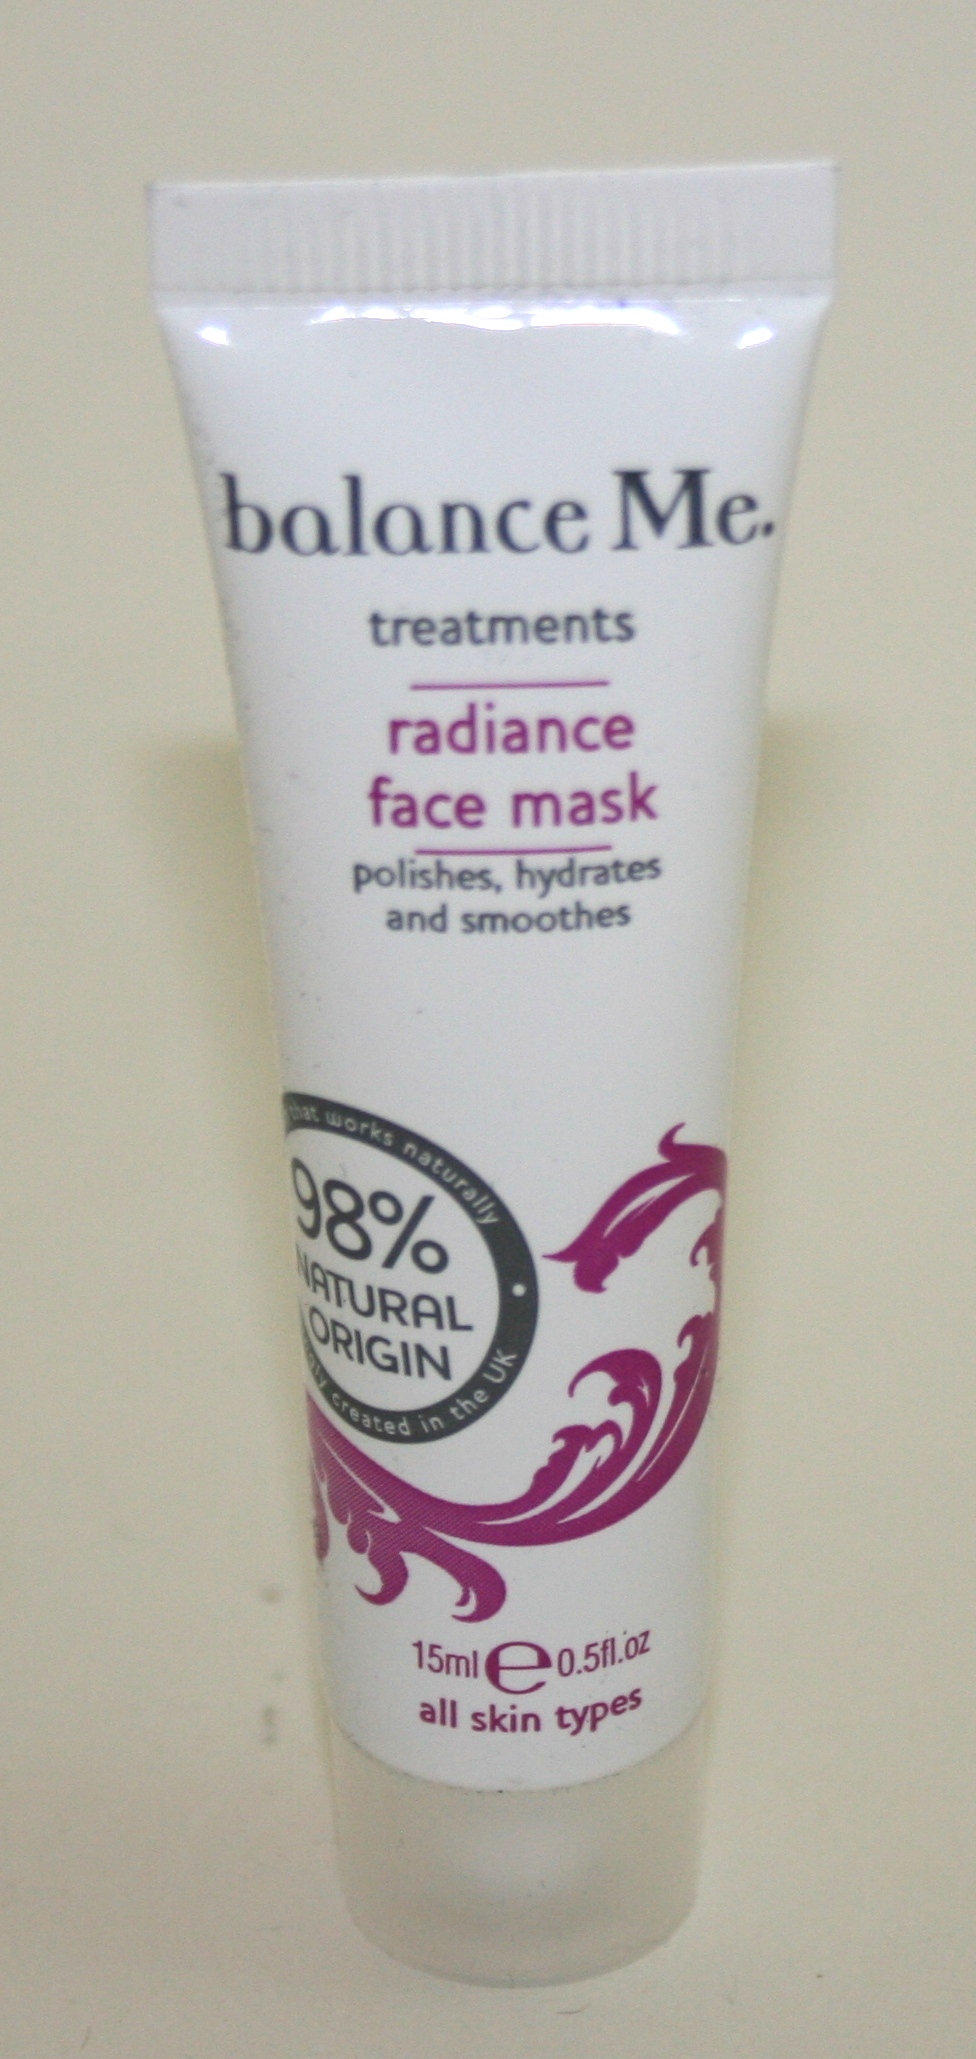 balance Me.
treatments
radiance
face mask
polishes, hydrates
and smoothes
that works naturally
98%
NATURAL
ORIGIN
created in the UK
15ml e 0.5fl.oz
all skin types